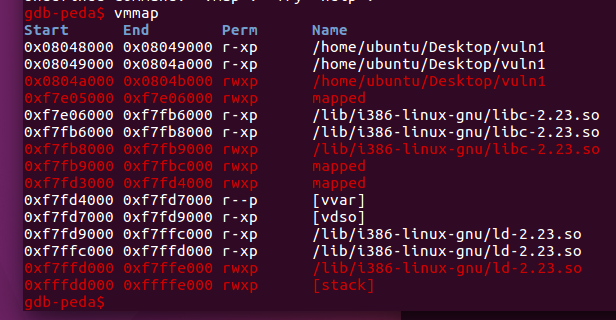 gdb-peda$ vmmap
Start End Perm Name
0x08048000 0x08049000 r-xp /home/ubuntu/Desktop/vuln1
0x08049000 0x0804a000 r-xp /home/ubuntu/Desktop/vuln1
0x0804a000 0x0804b000 rwxp /home/ubuntu/Desktop/vuln1
0xf7e05000 0xf7e06000 rwxp mapped
0xf7e06000 0xf7fb6000 r-xp /lib/i386-linux-gnu/libc-2.23.so
0xf7fb6000 0xf7fb8000 r-xp /lib/i386-linux-gnu/libc-2.23.so
0xf7fb8000 0xf7fb9000 rwxp /lib/i386-linux-gnu/libc-2.23.so
0xf7fb9000 0xf7fbc000 rwxp mapped
0xf7fd3000 0xf7fd4000 rwxp mapped
0xf7fd4000 0xf7fd7000 r--p [vvar]
0xf7fd7000 0xf7fd9000 r-xp [vdso]
0xf7fd9000 0xf7ffc000 r-xp /lib/i386-linux-gnu/ld-2.23.so
0xf7ffc000 0xf7ffd000 r-xp /lib/i386-linux-gnu/ld-2.23.so
0xf7ffd000 0xf7ffe000 rwxp /lib/i386-linux-gnu/ld-2.23.so
0xfffdd000 0xffffe000 rwxp [stack]
gdb-peda$